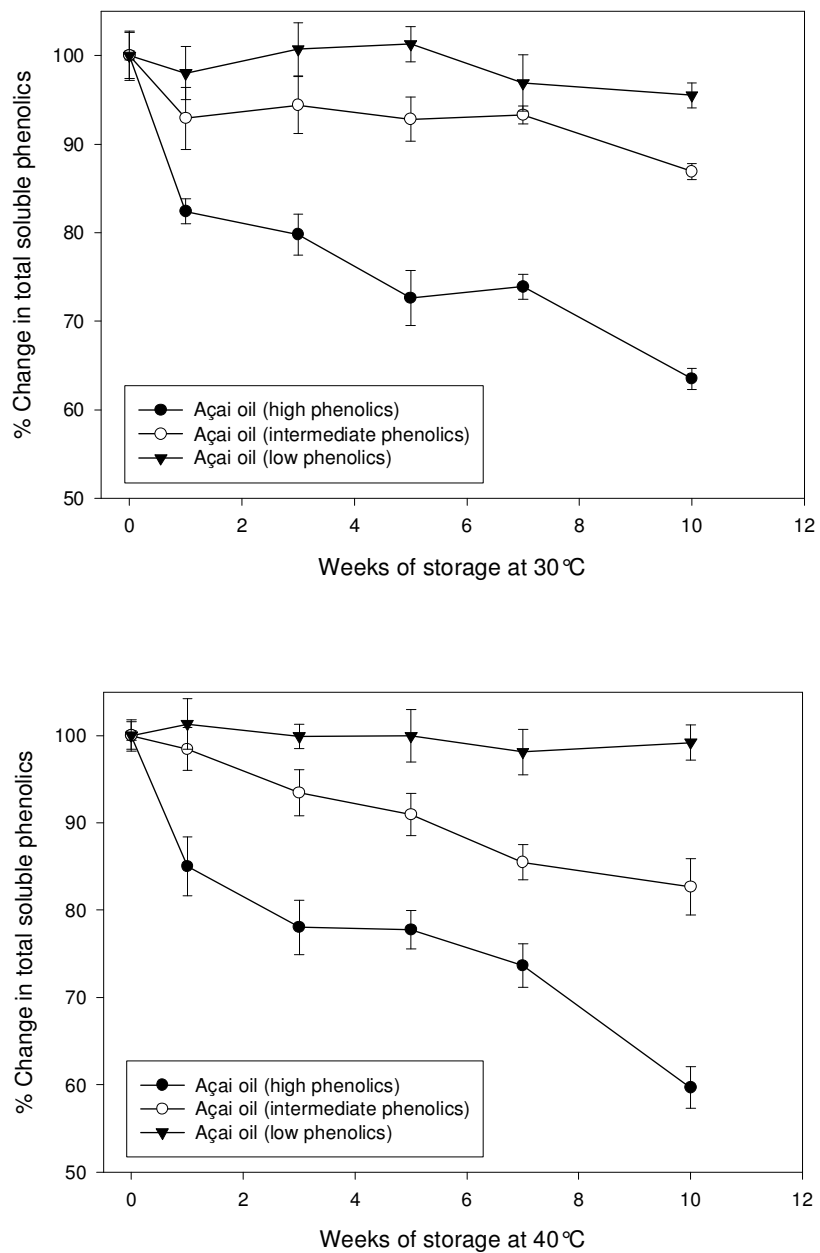 % Change in total soluble phenolics
100
90
80
70
60
50
Açai oil (high phenolics)
Açai oil (intermediate phenolics)
Açai oil (low phenolics)
0 2 4 6 8 10 12
Weeks of storage at 30°C
% Change in total soluble phenolics
100
90
80
70
60
50
Açai oil (high phenolics)
Açai oil (intermediate phenolics)
Açai oil (low phenolics)
0 2 4 6 8 10 12
Weeks of storage at 40°C